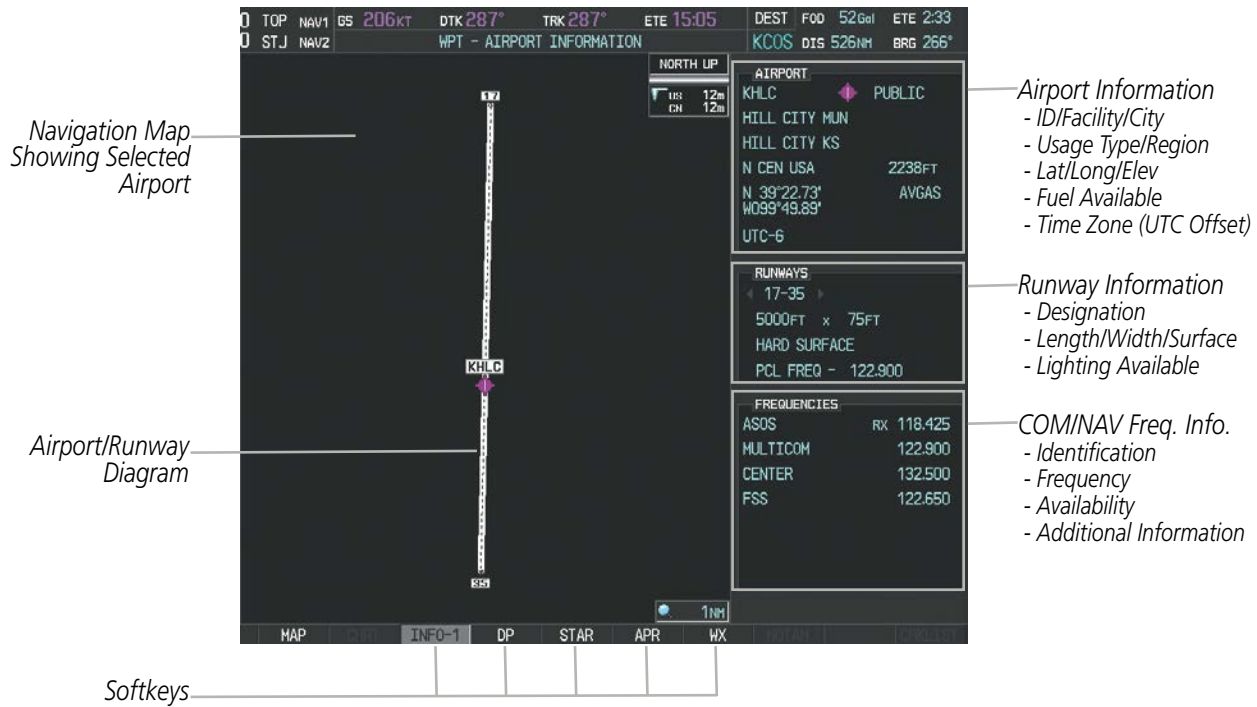 0 TOP NAV1 GS 206KT DTK 287° TRK 287° ETE 15:05 DEST FOD 52Gal ETE 2:33
0 STJ NAV2 WPT - AIRPORT INFORMATION KCOS DIS 526NM BRG 266°
NORTH UP
US 12m
CN 12m
17
KHLC
35
1NM
AIRPORT
KHLC PUBLIC
HILL CITY MUN
HILL CITY KS
N CEN USA 2238FT
N 39°22.73' AVGAS
W099°49.89'
UTC-6
RUNWAYS
17-35
5000FT x 75FT
HARD SURFACE
PCL FREQ - 122.900
FREQUENCIES
ASOS RX 118.425
MULTICOM 122.900
CENTER 132.500
FSS 122.650
MAP CHRT INFO-1 DP STAR APR WX NOTAM CHKLIST
Navigation Map
Showing Selected
Airport
Airport/Runway
Diagram
Softkeys
Airport Information
- ID/Facility/City
- Usage Type/Region
- Lat/Long/Elev
- Fuel Available
- Time Zone (UTC Offset)
Runway Information
- Designation
- Length/Width/Surface
- Lighting Available
COM/NAV Freq. Info.
- Identification
- Frequency
- Availability
- Additional Information